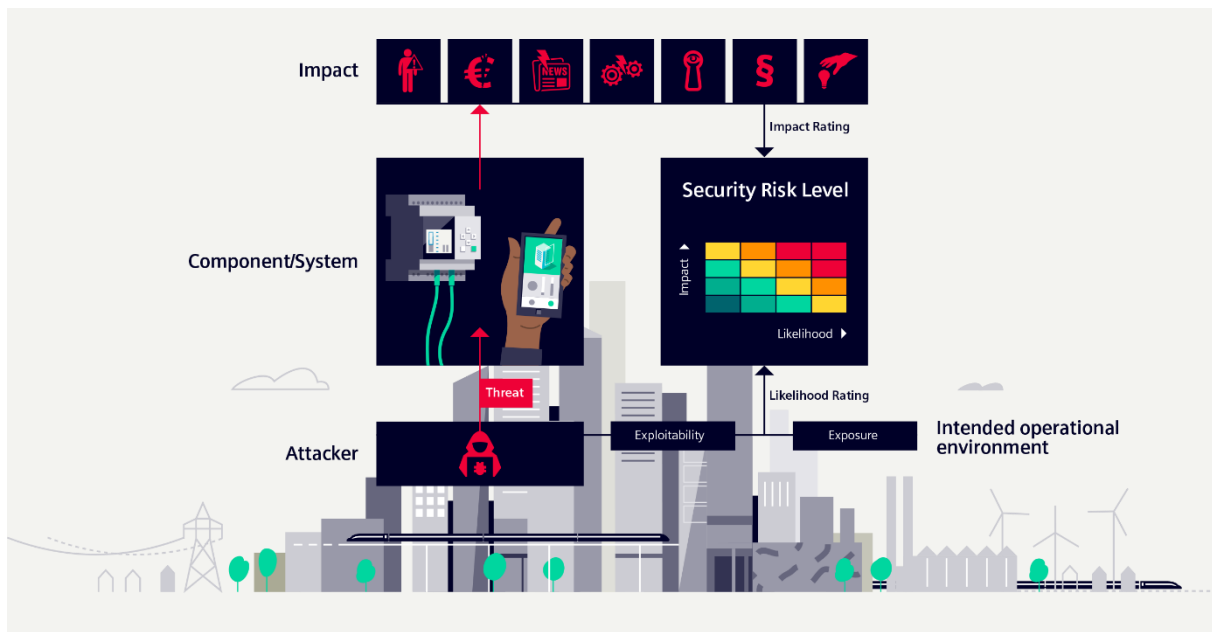 Impact
NEWS
§
Impact Rating
Security Risk Level
Component/System
Impact
Likelihood
Threat
Likelihood Rating
Attacker
Exploitability
Exposure
Intended operational
environment